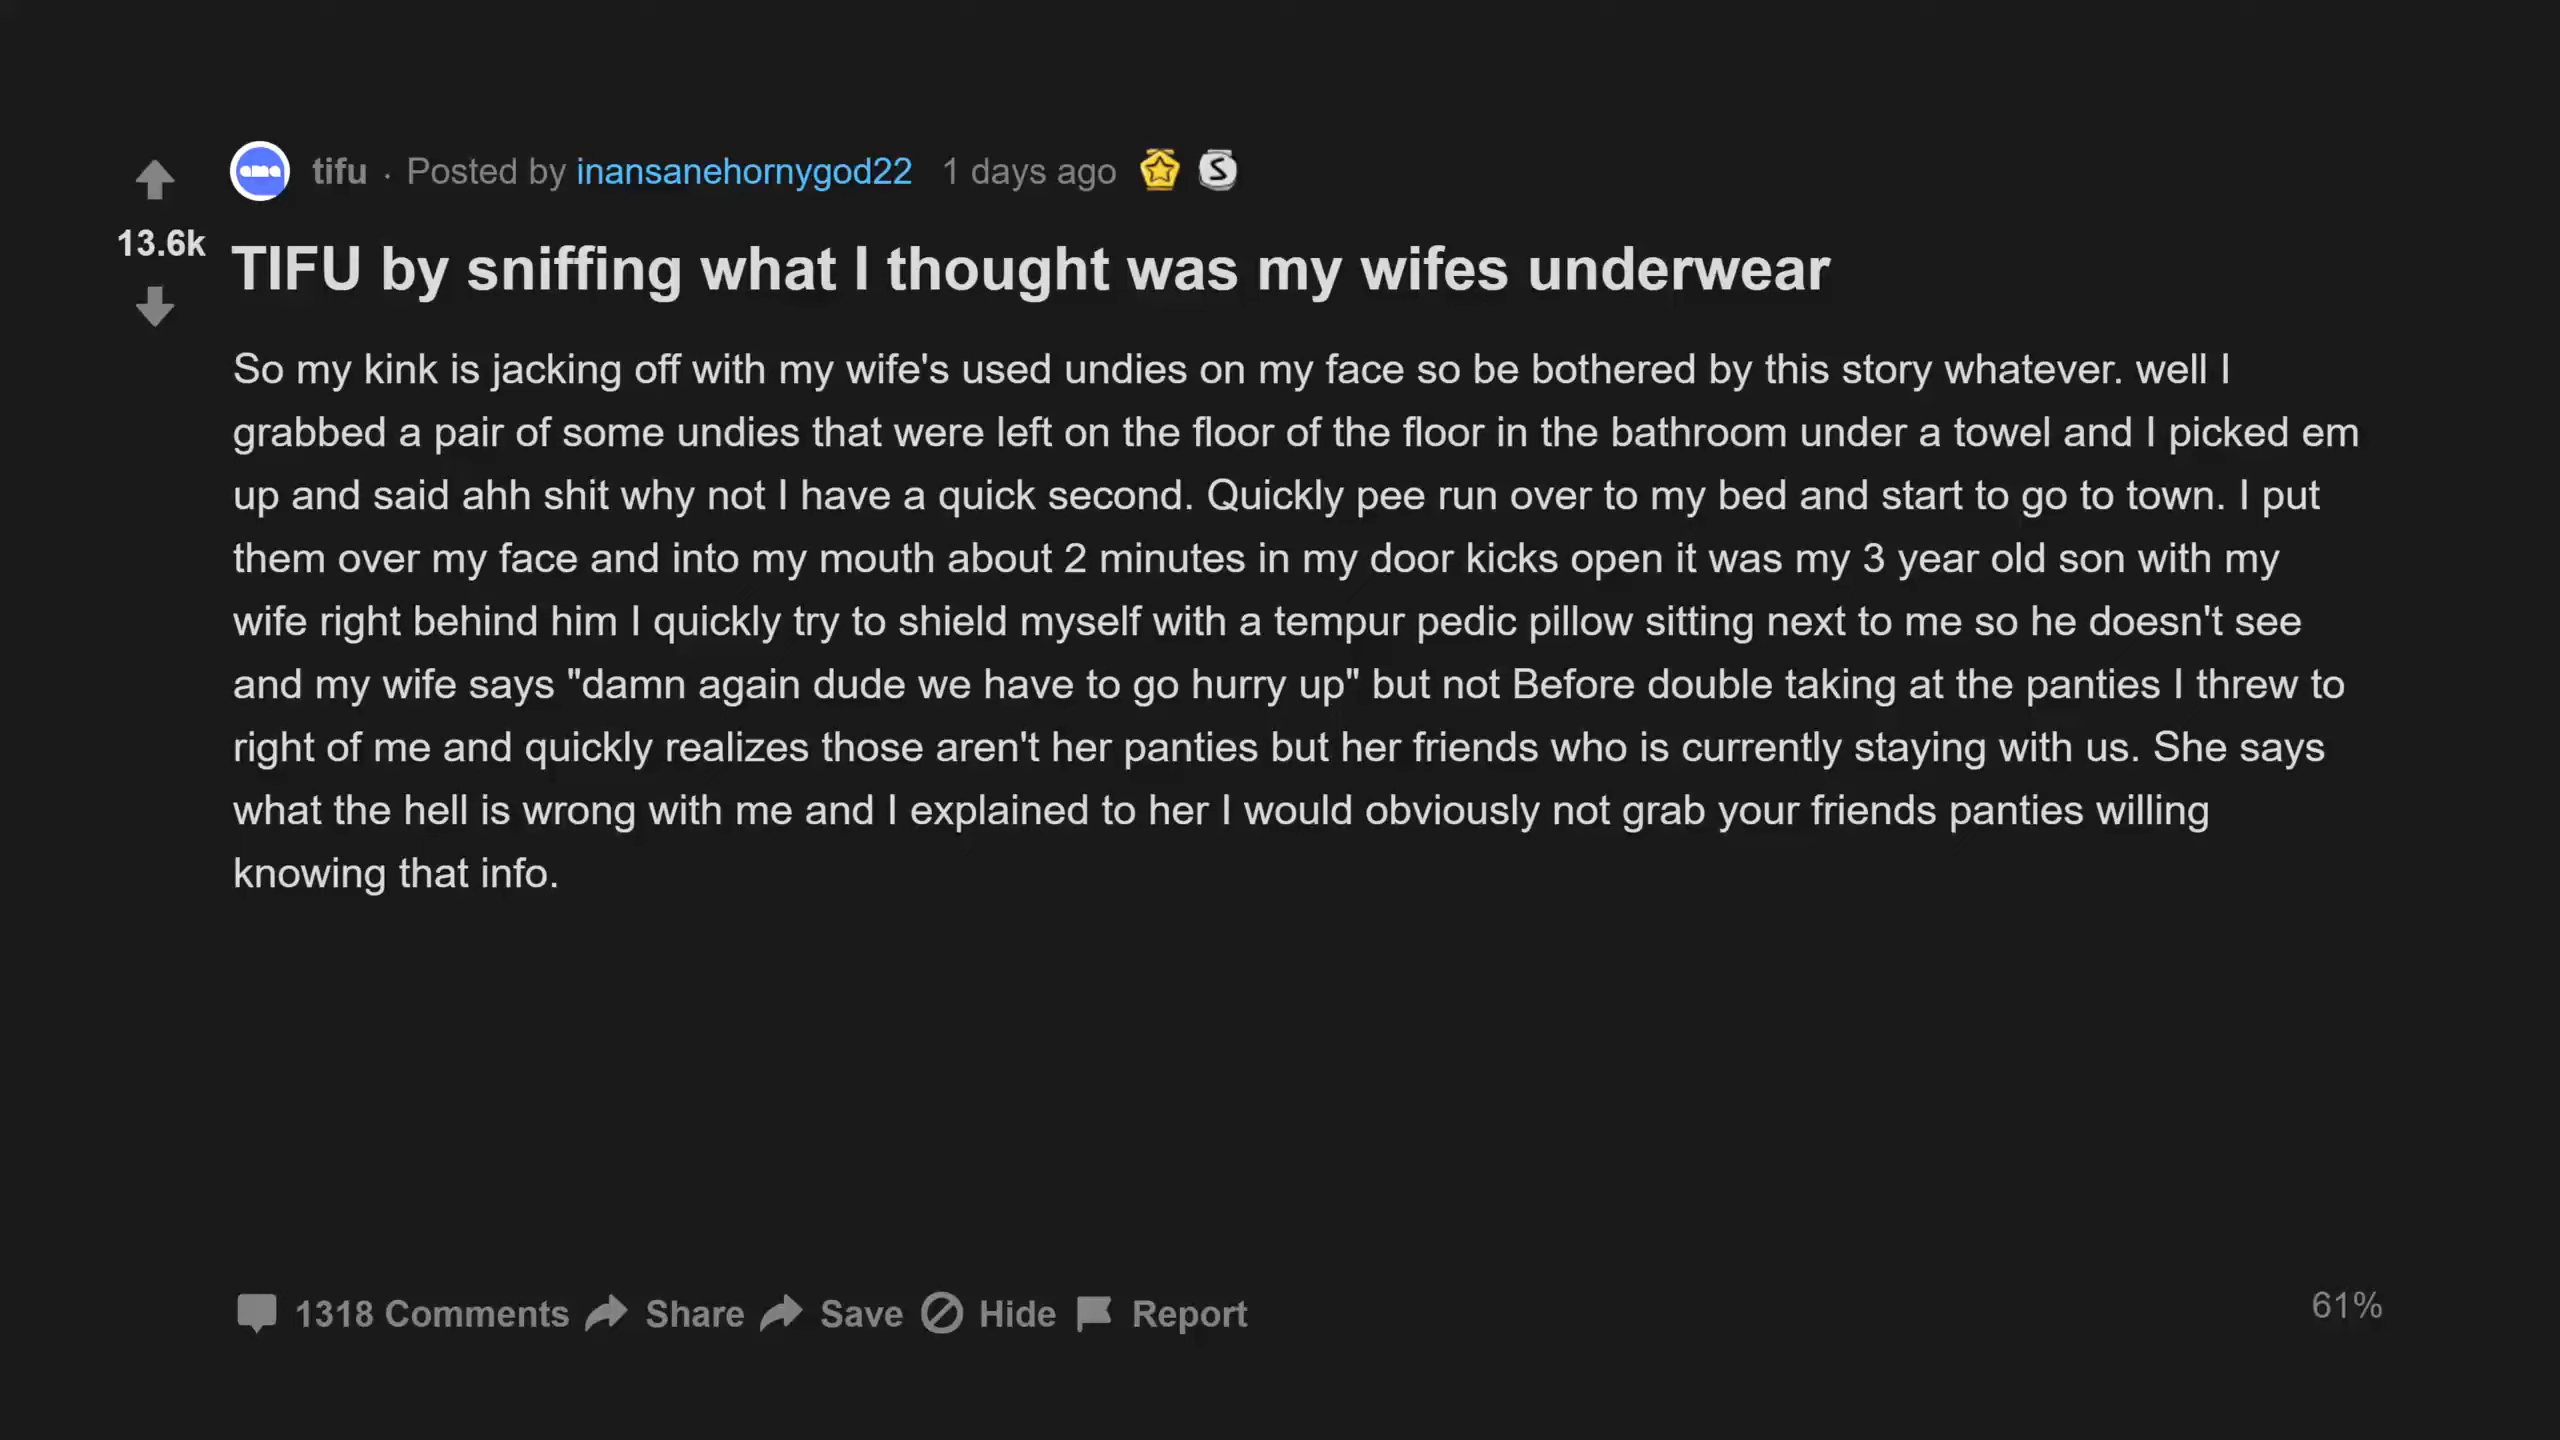 tifu · Posted by inansanehornygod22 1 days ago
13.6k
TIFU by sniffing what I thought was my wifes underwear
So my kink is jacking off with my wife's used undies on my face so be bothered by this story whatever. well I
grabbed a pair of some undies that were left on the floor of the floor in the bathroom under a towel and I picked em
up and said ahh shit why not I have a quick second. Quickly pee run over to my bed and start to go to town. I put
them over my face and into my mouth about 2 minutes in my door kicks open it was my 3 year old son with my
wife right behind him I quickly try to shield myself with a tempur pedic pillow sitting next to me so he doesn't see
and my wife says "damn again dude we have to go hurry up" but not Before double taking at the panties I threw to
right of me and quickly realizes those aren't her panties but her friends who is currently staying with us. She says
what the hell is wrong with me and I explained to her I would obviously not grab your friends panties willing
knowing that info.
1318 Comments Share Save Hide Report
61%